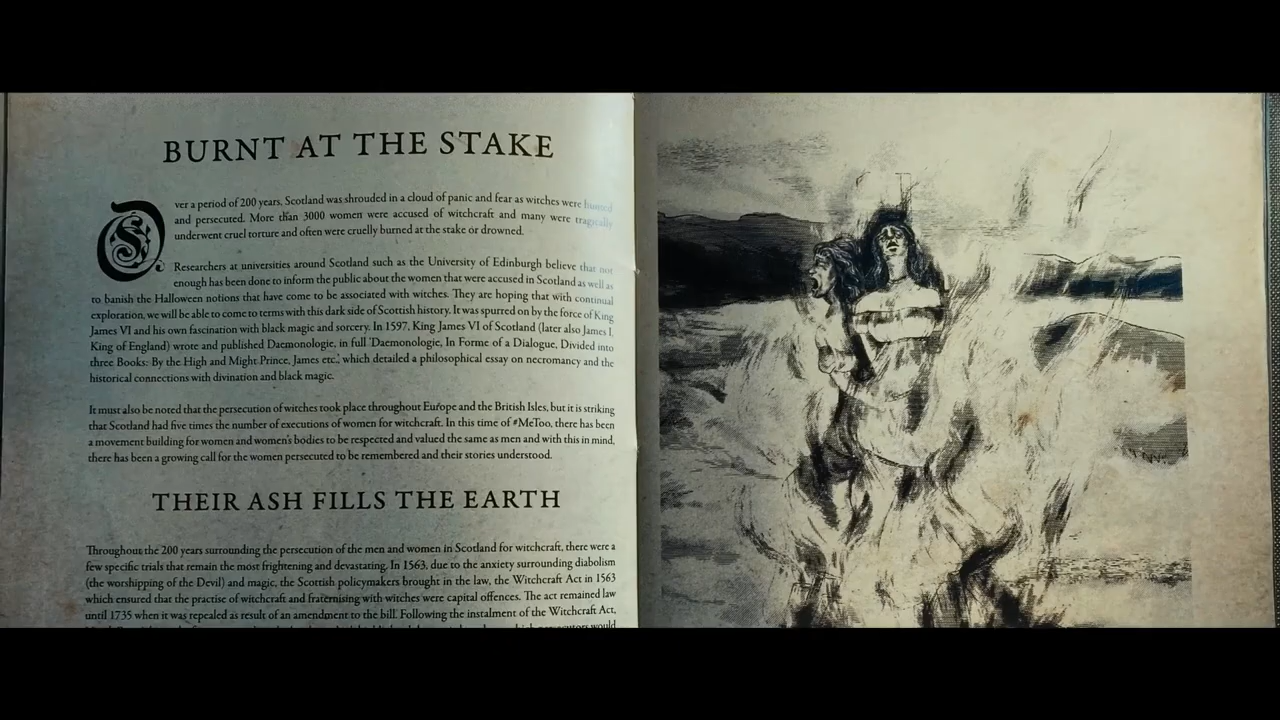 BURNT AT THE STAKE
Over a period of 200 years, Scotland was shrouded in a cloud of panic and fear as witches were hunted
and persecuted. More than 3000 women were accused of witchcraft and many were tragically
underwent cruel torture and often were cruelly burned at the stake or drowned.
Researchers at universities around Scotland such as the University of Edinburgh believe that not
enough has been done to inform the public about the women that were accused in Scotland as well as
to banish the Halloween notions that have come to be associated with witches. They are hoping that with continual
exploration, we will be able to come to terms with this dark side of Scottish history. It was spurred on by the force of King
James VI and his own fascination with black magic and sorcery. In 1597, King James VI of Scotland (later also James I,
King of England) wrote and published Daemonologie, in full 'Daemonologie, In Forme of a Dialogue, Divided into
three Books: By the High and Might Prince, James etc.', which detailed a philosophical essay on necromancy and the
historical connections with divination and black magic.
It must also be noted that the persecution of witches took place throughout Europe and the British Isles, but it is striking
that Scotland had five times the number of executions of women for witchcraft. In this time of #MeToo, there has been
a movement building for women and women's bodies to be respected and valued the same as men and with this in mind,
there has been a growing call for the women persecuted to be remembered and their stories understood.
THEIR ASH FILLS THE EARTH
Throughout the 200 years surrounding the persecution of the men and women in Scotland for witchcraft, there were a
few specific trials that remain the most frightening and devastating. In 1563, due to the anxiety surrounding diabolism
(the worshipping of the Devil) and magic, the Scottish policymakers brought in the law, the Witchcraft Act in 1563
which ensured that the practise of witchcraft and fraternising with witches were capital offences. The act remained law
until 1735 when it was repealed as result of an amendment to the bill. Following the instalment of the Witchcraft Act,
would